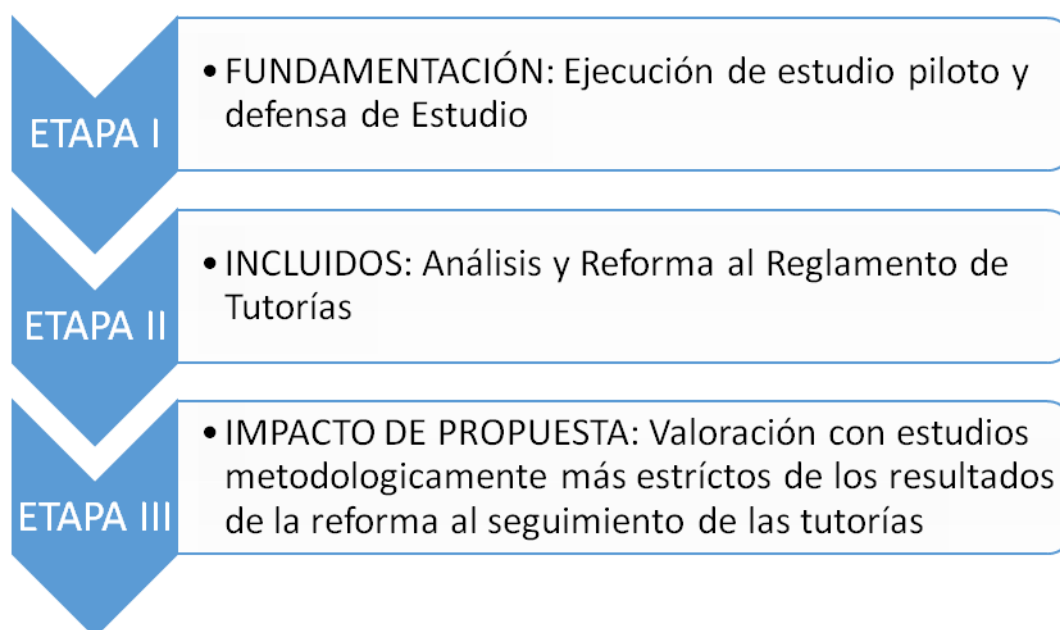 ETAPA I
• FUNDAMENTACIÓN: Ejecución de estudio piloto y
defensa de Estudio
ETAPA II
• INCLUIDOS: Análisis y Reforma al Reglamento de
Tutorías
ETAPA III
• IMPACTO DE PROPUESTA: Valoración con estudios
metodologicamente más estríctos de los resultados
de la reforma al seguimiento de las tutorías